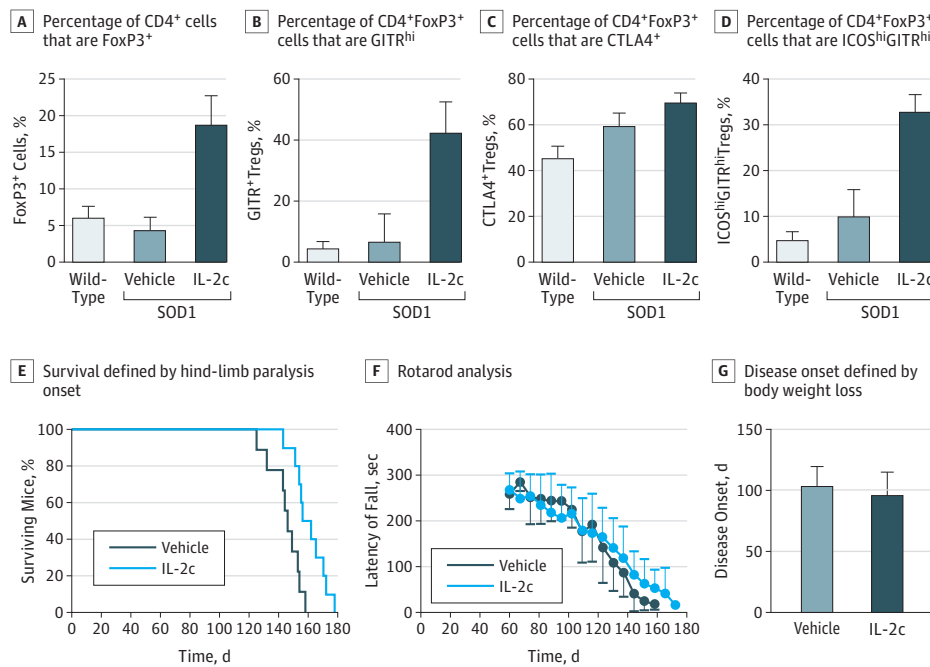 A Percentage of CD4+ cells
that are FoxP3+
B Percentage of CD4+FoxP3+
cells that are GITRhi
C Percentage of CD4+FoxP3+
cells that are CTLA4+
D Percentage of CD4+FoxP3+
cells that are ICOShiGITRhi
FoxP3+ Cells, %
25
20
15
10
5
0
Wild-
Type
Vehicle
IL-2c
SOD1
GITR+Tregs, %
60
40
20
0
Wild-
Type
Vehicle
IL-2c
SOD1
CTLA4+Tregs, %
80
60
40
20
0
Wild-
Type
Vehicle
IL-2c
SOD1
ICOShiGITRhiTregs, %
40
30
20
10
0
Wild-
Type
Vehicle
IL-2c
SOD1
E Survival defined by hind-limb paralysis
onset
Surviving Mice, %
100
80
60
40
20
0
Vehicle
IL-2c
0 20 40 60 80 100 120 140 160 180
Time, d
F Rotarod analysis
Latency of Fall, sec
400
300
200
100
0
Vehicle
IL-2c
0 20 40 60 80 100 120 140 160 180
Time, d
G Disease onset defined by
body weight loss
Disease Onset, d
150
100
50
0
Vehicle
IL-2c